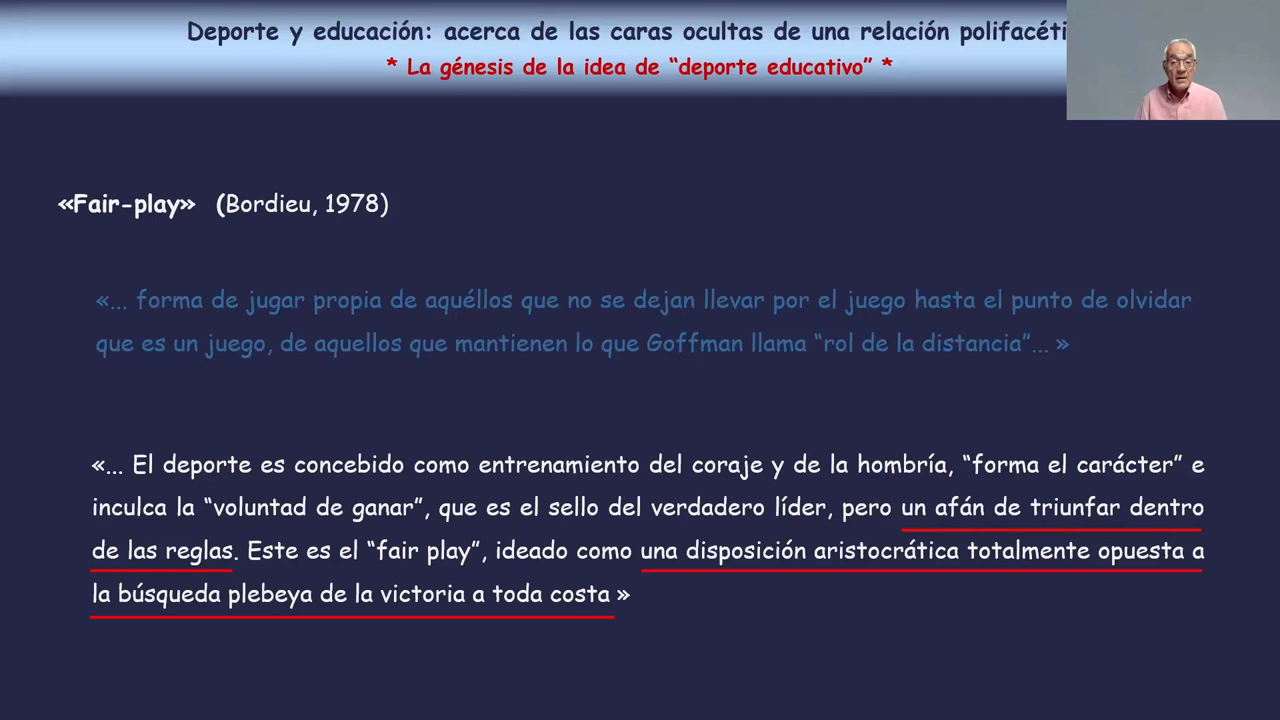 Deporte y educación: acerca de las caras ocultas de una relación polifacéti
* La génesis de la idea de “deporte educativo” *
«Fair-play» (Bordieu, 1978)
«... forma de jugar propia de aquéllos que no se dejan llevar por el juego hasta el punto de olvidar
que es un juego, de aquellos que mantienen lo que Goffman llama “rol de la distancia”... »
«... El deporte es concebido como entrenamiento del coraje y de la hombría, “forma el carácter” e
inculca la “voluntad de ganar”, que es el sello del verdadero líder, pero un afán de triunfar dentro
de las reglas. Este es el “fair play”, ideado como una disposición aristocrática totalmente opuesta a
la búsqueda plebeya de la victoria a toda costa »